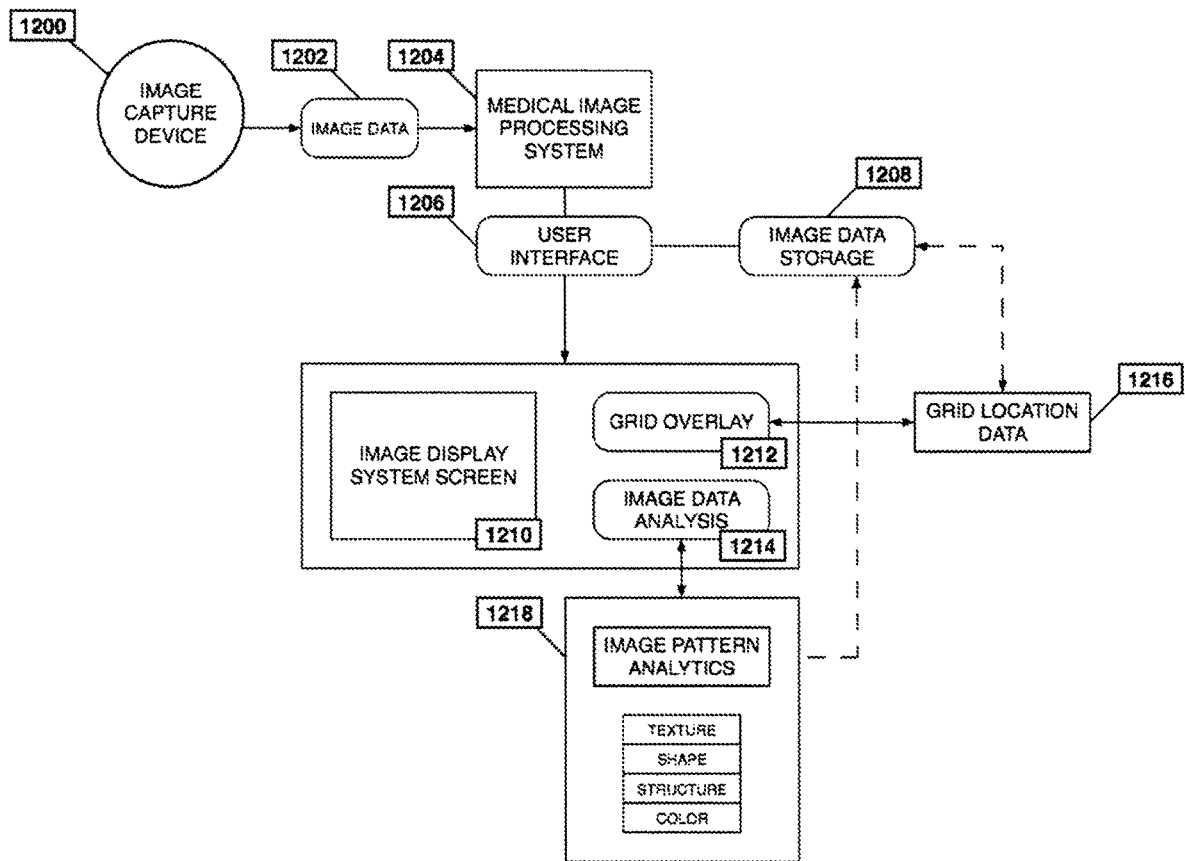 1200
IMAGE
CAPTURE
DEVICE
1202
IMAGE DATA
1204
MEDICAL IMAGE
PROCESSING
SYSTEM
1206
USER
INTERFACE
1208
IMAGE DATA
STORAGE
IMAGE DISPLAY
SYSTEM SCREEN
1210
GRID OVERLAY
1212
IMAGE DATA
ANALYSIS
1214
1216
GRID LOCATION
DATA
1218
IMAGE PATTERN
ANALYTICS
TEXTURE
SHAPE
STRUCTURE
COLOR